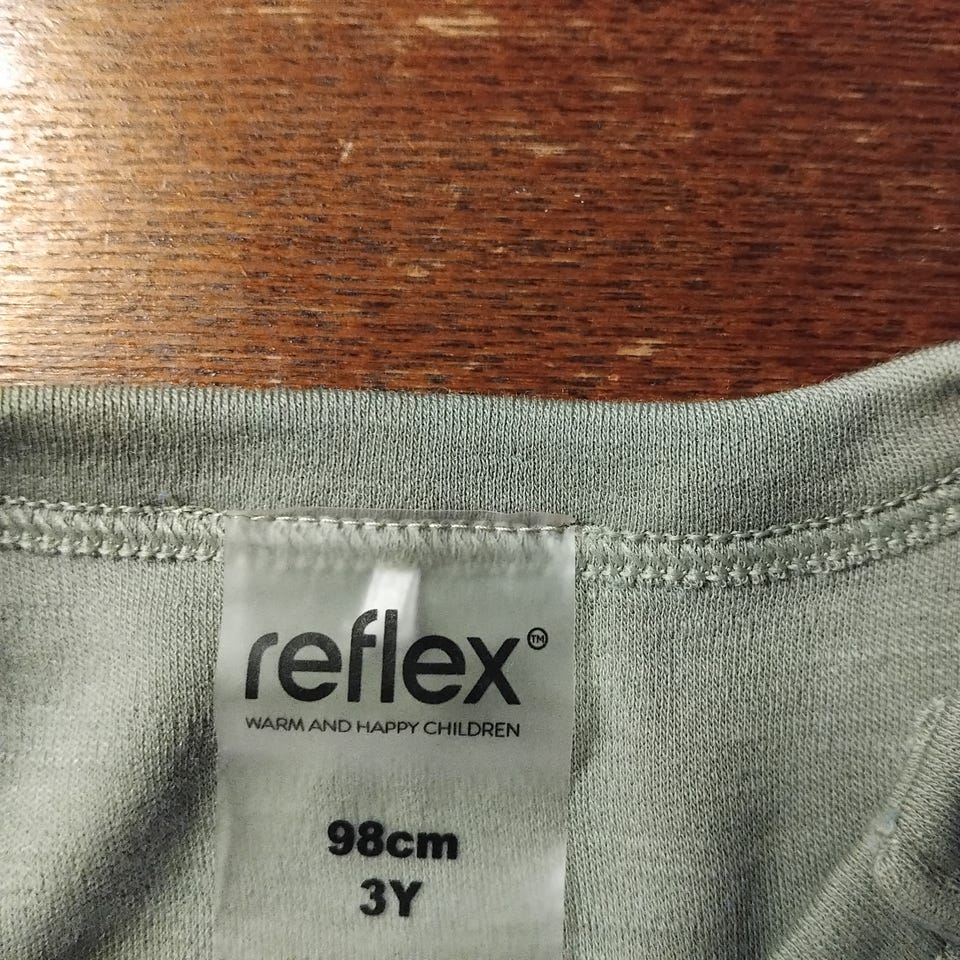 reflex™
WARM AND HAPPY CHILDREN
98cm
3Y